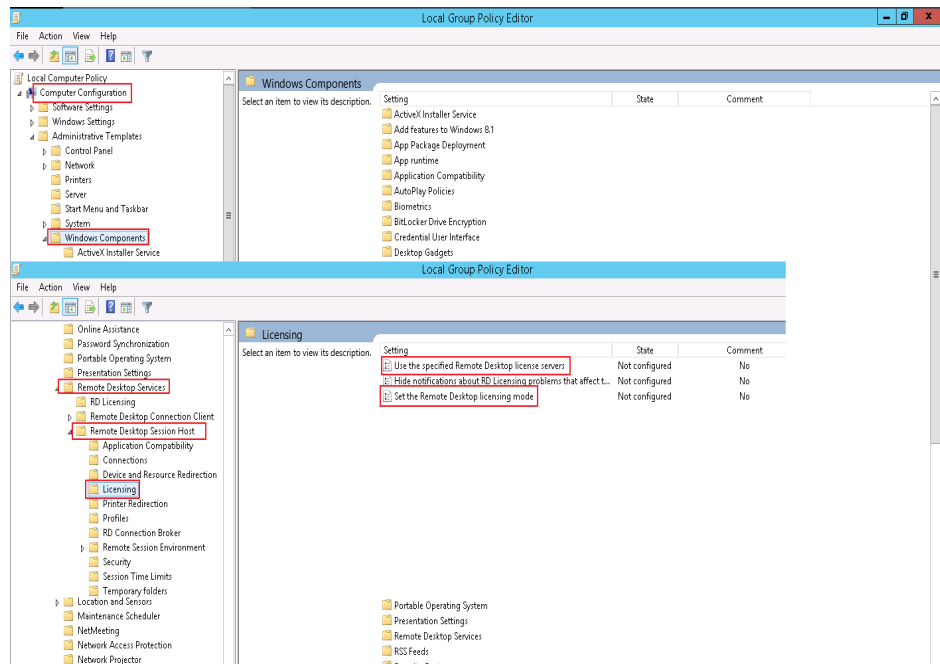 Local Group Policy Editor
File Action View Help
Local Computer Policy
Computer Configuration
Software Settings
Windows Settings
Administrative Templates
Control Panel
Network
Printers
Server
Start Menu and Taskbar
System
Windows Components
ActiveX Installer Service
Windows Components
Select an item to view its description.
Setting State Comment
ActiveX Installer Service
Add features to Windows 8.1
App Package Deployment
App runtime
Application Compatibility
AutoPlay Policies
Biometrics
BitLocker Drive Encryption
Credential User Interface
Desktop Gadgets
Local Group Policy Editor
File Action View Help
Online Assistance
Password Synchronization
Portable Operating System
Presentation Settings
Remote Desktop Services
RD Licensing
Remote Desktop Connection Client
Remote Desktop Session Host
Application Compatibility
Connections
Device and Resource Redirection
Licensing
Printer Redirection
Profiles
RD Connection Broker
Remote Session Environment
Security
Session Time Limits
Temporary folders
Location and Sensors
Maintenance Scheduler
NetMeeting
Network Access Protection
Network Projector
Licensing
Select an item to view its description.
Setting State Comment
Use the specified Remote Desktop license servers Not configured No
Hide notifications about RD Licensing problems that affect t... Not configured No
Set the Remote Desktop licensing mode Not configured No
Portable Operating System
Presentation Settings
Remote Desktop Services
RSS Feeds